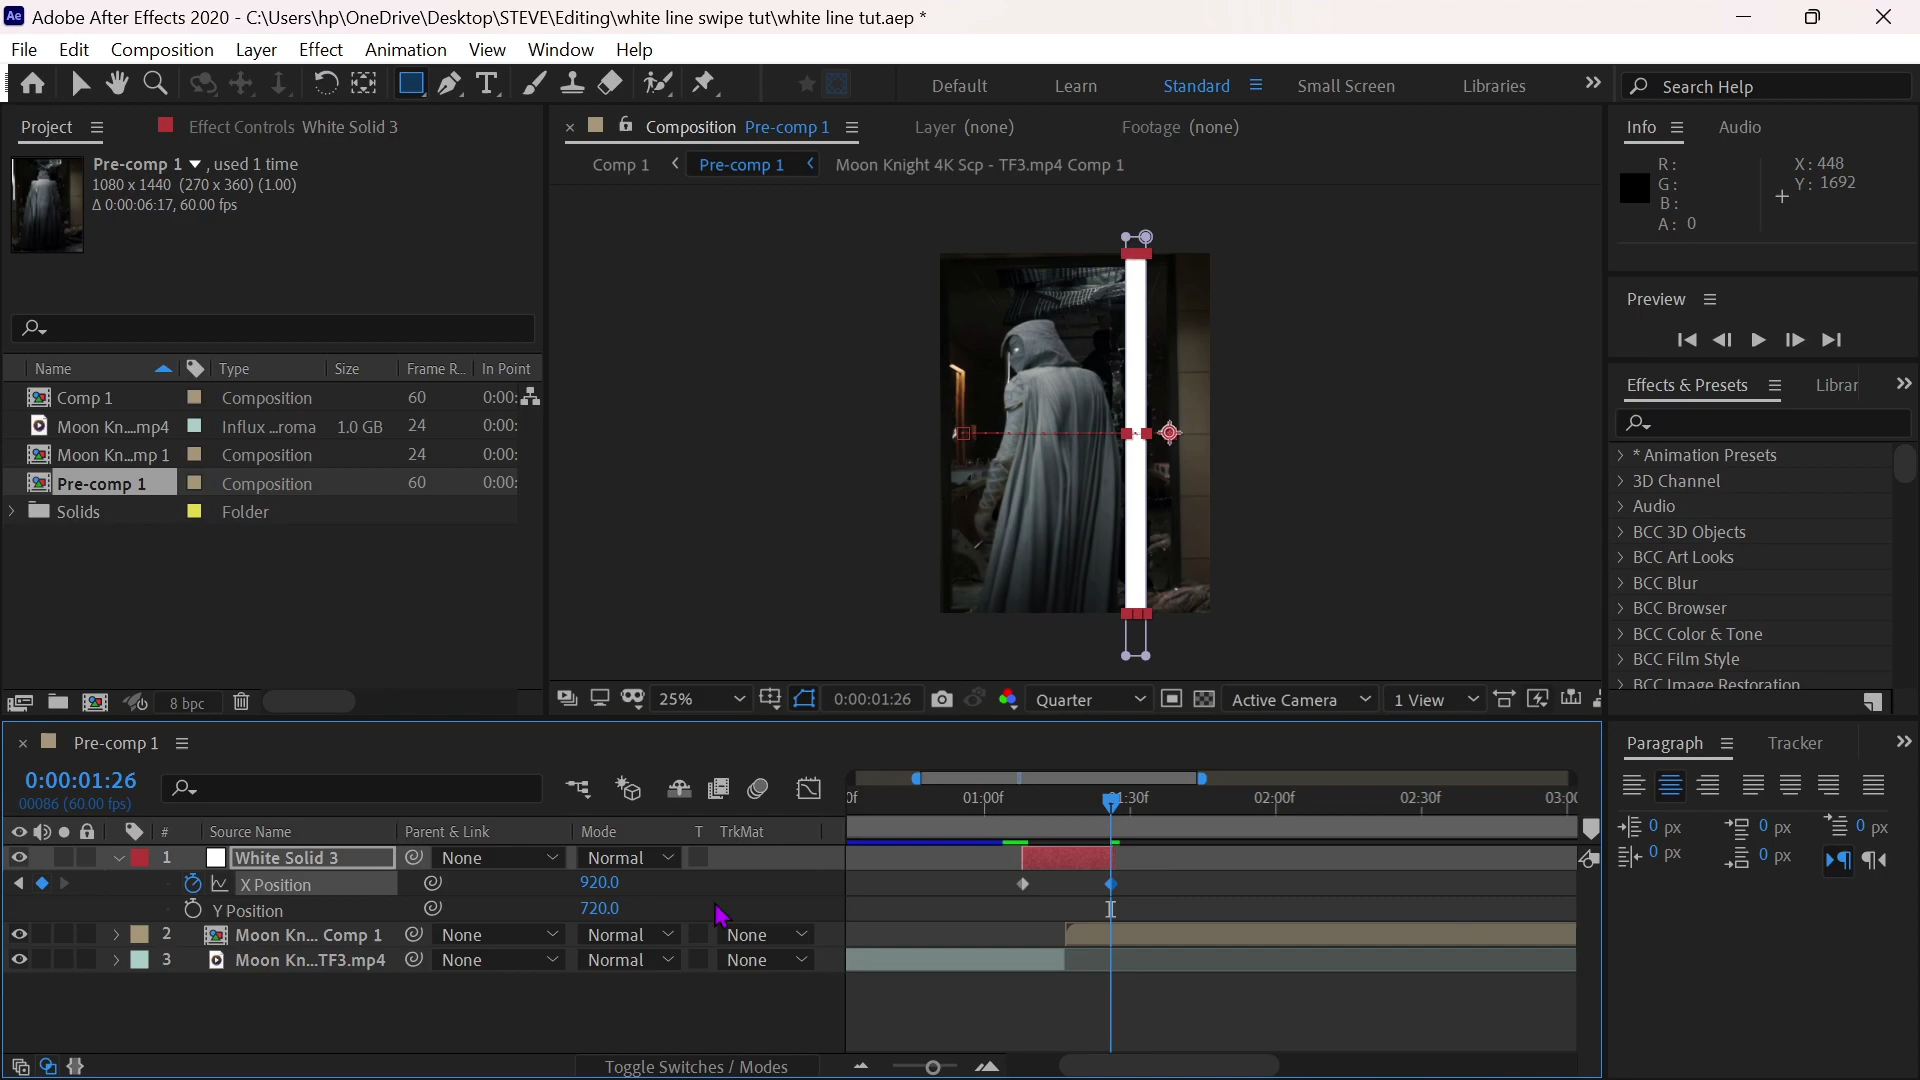 Ae Adobe After Effects 2020 - C:\Users\hp\OneDrive\Desktop\STEVE\Editing\white line swipe tut\white line tut.aep *
File Edit Composition Layer Effect Animation View Window Help
Default Learn Standard Small Screen Libraries Search Help
Project Effect Controls White Solid 3
Composition Pre-comp 1 Layer (none) Footage (none)
Info Audio
Pre-comp 1 , used 1 time
1080 x 1440 (270 x 360) (1.00)
Δ 0:00:06:17, 60.00 fps
Comp 1 Pre-comp 1 Moon Knight 4K Scp - TF3.mp4 Comp 1
R: X: 448
G: Y: 1692
B:
A: 0
Preview
Name Type Size Frame R... In Point
Comp 1 Composition 60 0:00:
Moon Kn....mp4 Influx ...roma 1.0 GB 24 0:00:
Moon Kn...mp 1 Composition 24 0:00:
Pre-comp 1 Composition 60 0:00:
Solids Folder
Effects & Presets Librar
* Animation Presets
3D Channel
Audio
BCC 3D Objects
BCC Art Looks
BCC Blur
BCC Browser
BCC Color & Tone
BCC Film Style
BCC Image Restoration
8 bpc
25% 0:00:01:26 Quarter Active Camera 1 View
Pre-comp 1
0:00:01:26
00086 (60.00 fps)
0f 01:00f 01:30f 02:00f 02:30f 03:0
# Source Name Parent & Link Mode T TrkMat
1 White Solid 3 None Normal
X Position 920.0
Y Position 720.0
2 Moon Kn... Comp 1 None Normal None
3 Moon Kn...TF3.mp4 None Normal None
Toggle Switches / Modes
Paragraph Tracker
0 px 0 px 0 px
0 px 0 px